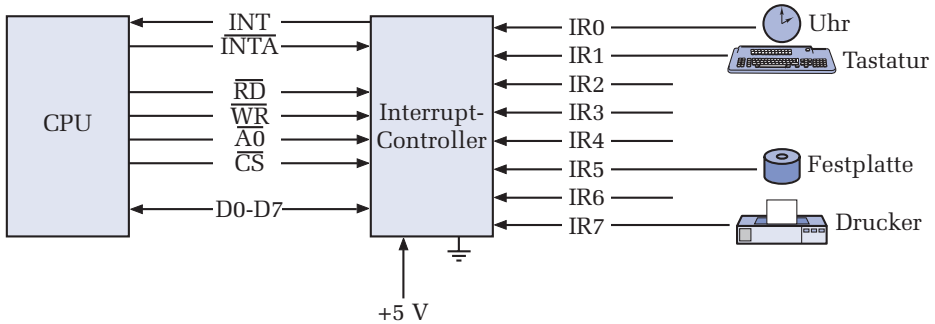 CPU
INT
INTA
RD
WR
A0
CS
D0-D7
Interrupt-
Controller
+5 V
IR0
IR1
IR2
IR3
IR4
IR5
IR6
IR7
Uhr
Tastatur
Festplatte
Drucker